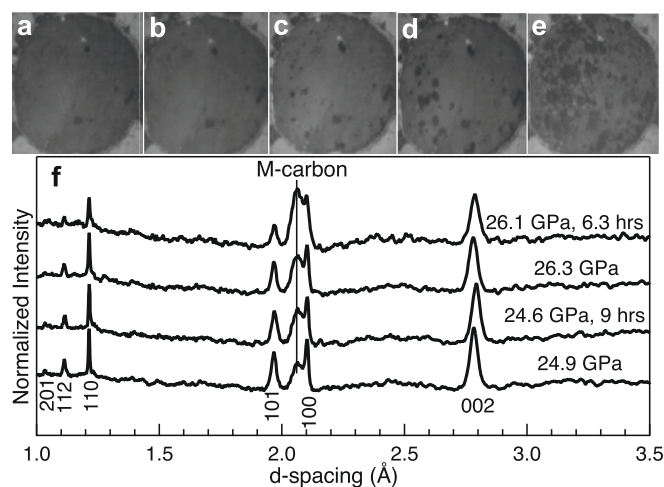 a b c d e
f
M-carbon
26.1 GPa, 6.3 hrs
26.3 GPa
24.6 GPa, 9 hrs
24.9 GPa
201 112 110 101 100 002
Normalized Intensity
1.0 1.5 2.0 2.5 3.0 3.5
d-spacing (Å)